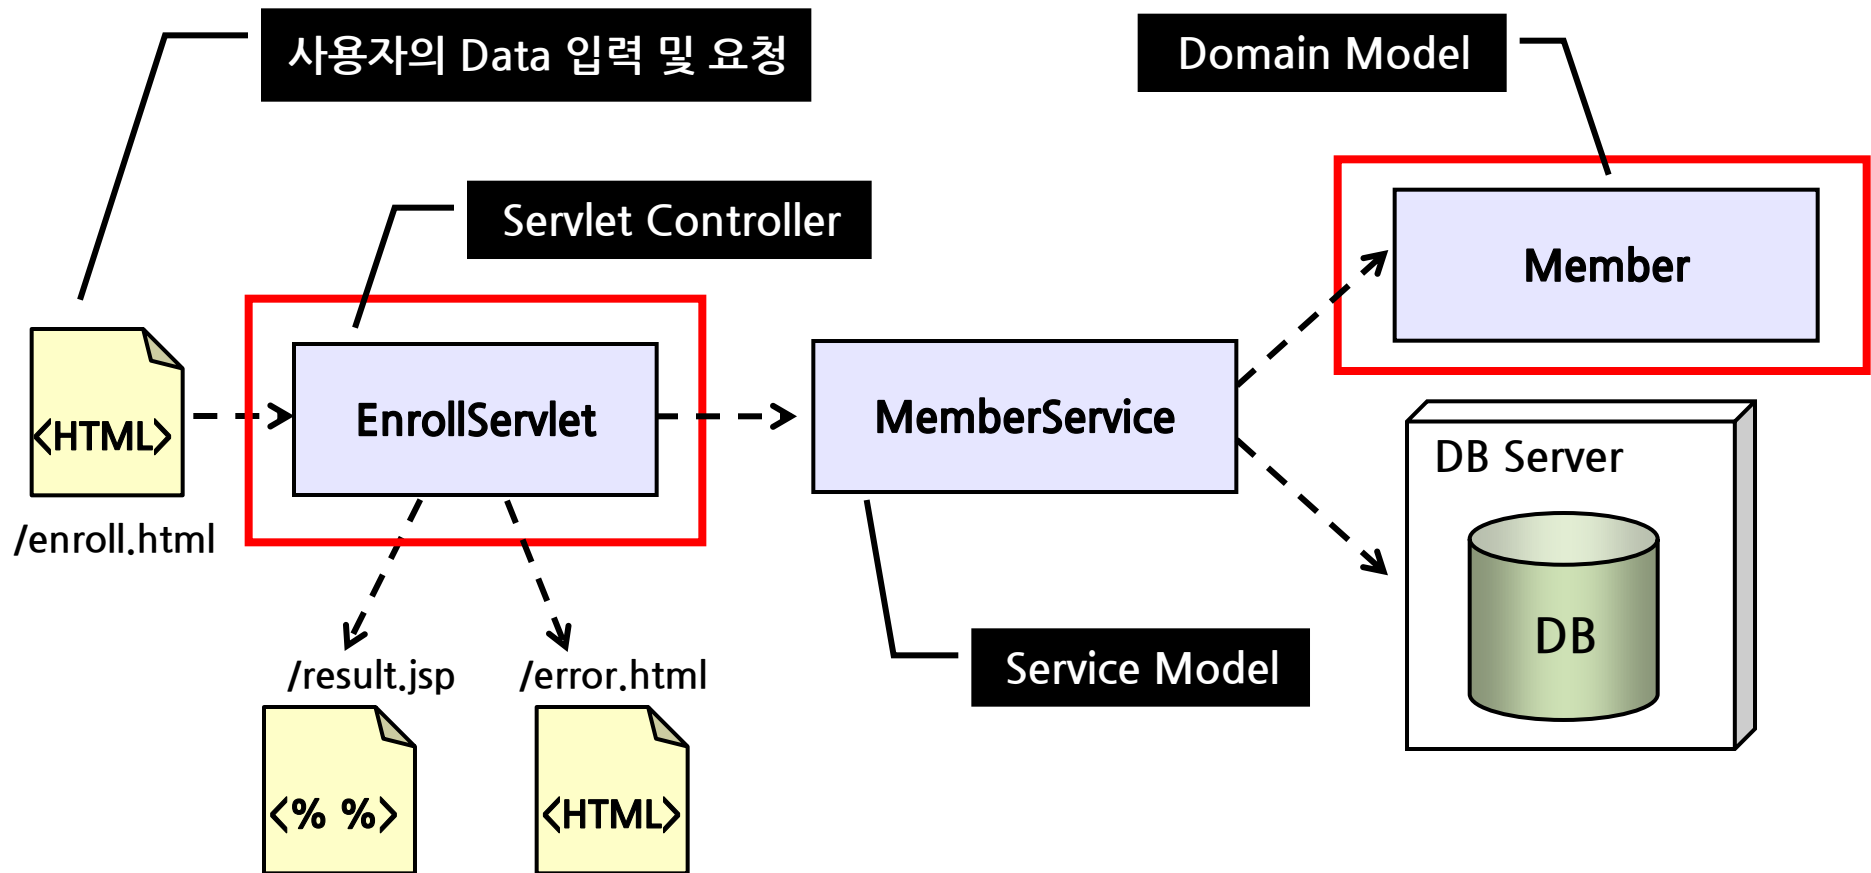 사용자의 Data 입력 및 요청
Domain Model
Servlet Controller
Member
<HTML>
EnrollServlet
MemberService
DB Server
/enroll.html
DB
/result.jsp
/error.html
Service Model
<% %>
<HTML>